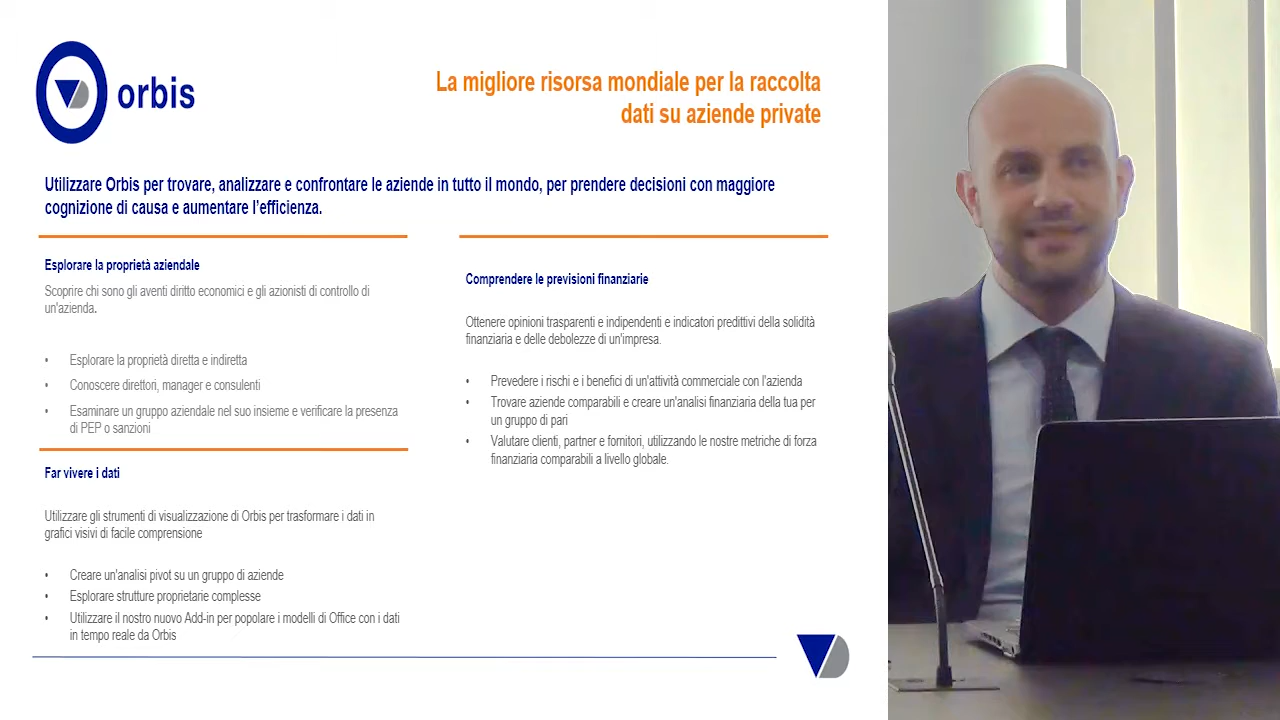 orbis
La migliore risorsa mondiale per la raccolta
dati su aziende private
Utilizzare Orbis per trovare, analizzare e confrontare le aziende in tutto il mondo, per prendere decisioni con maggiore
cognizione di causa e aumentare l'efficienza.
Esplorare la proprietà aziendale
Scoprire chi sono gli aventi diritto economici e gli azionisti di controllo di
un'azienda.
• Esplorare la proprietà diretta e indiretta
• Conoscere direttori, manager e consulenti
• Esaminare un gruppo aziendale nel suo insieme e verificare la presenza
di PEP o sanzioni
Far vivere i dati
Utilizzare gli strumenti di visualizzazione di Orbis per trasformare i dati in
grafici visivi di facile comprensione
• Creare un'analisi pivot su un gruppo di aziende
• Esplorare strutture proprietarie complesse
• Utilizzare il nostro nuovo Add-in per popolare i modelli di Office con i dati
in tempo reale da Orbis
Comprendere le previsioni finanziarie
Ottenere opinioni trasparenti e indipendenti e indicatori predittivi della solidità
finanziaria e delle debolezze di un'impresa.
• Prevedere i rischi e i benefici di un'attività commerciale con l'azienda
• Trovare aziende comparabili e creare un'analisi finanziaria della tua per
un gruppo di pari
• Valutare clienti, partner e fornitori, utilizzando le nostre metriche di forza
finanziaria comparabili a livello globale.